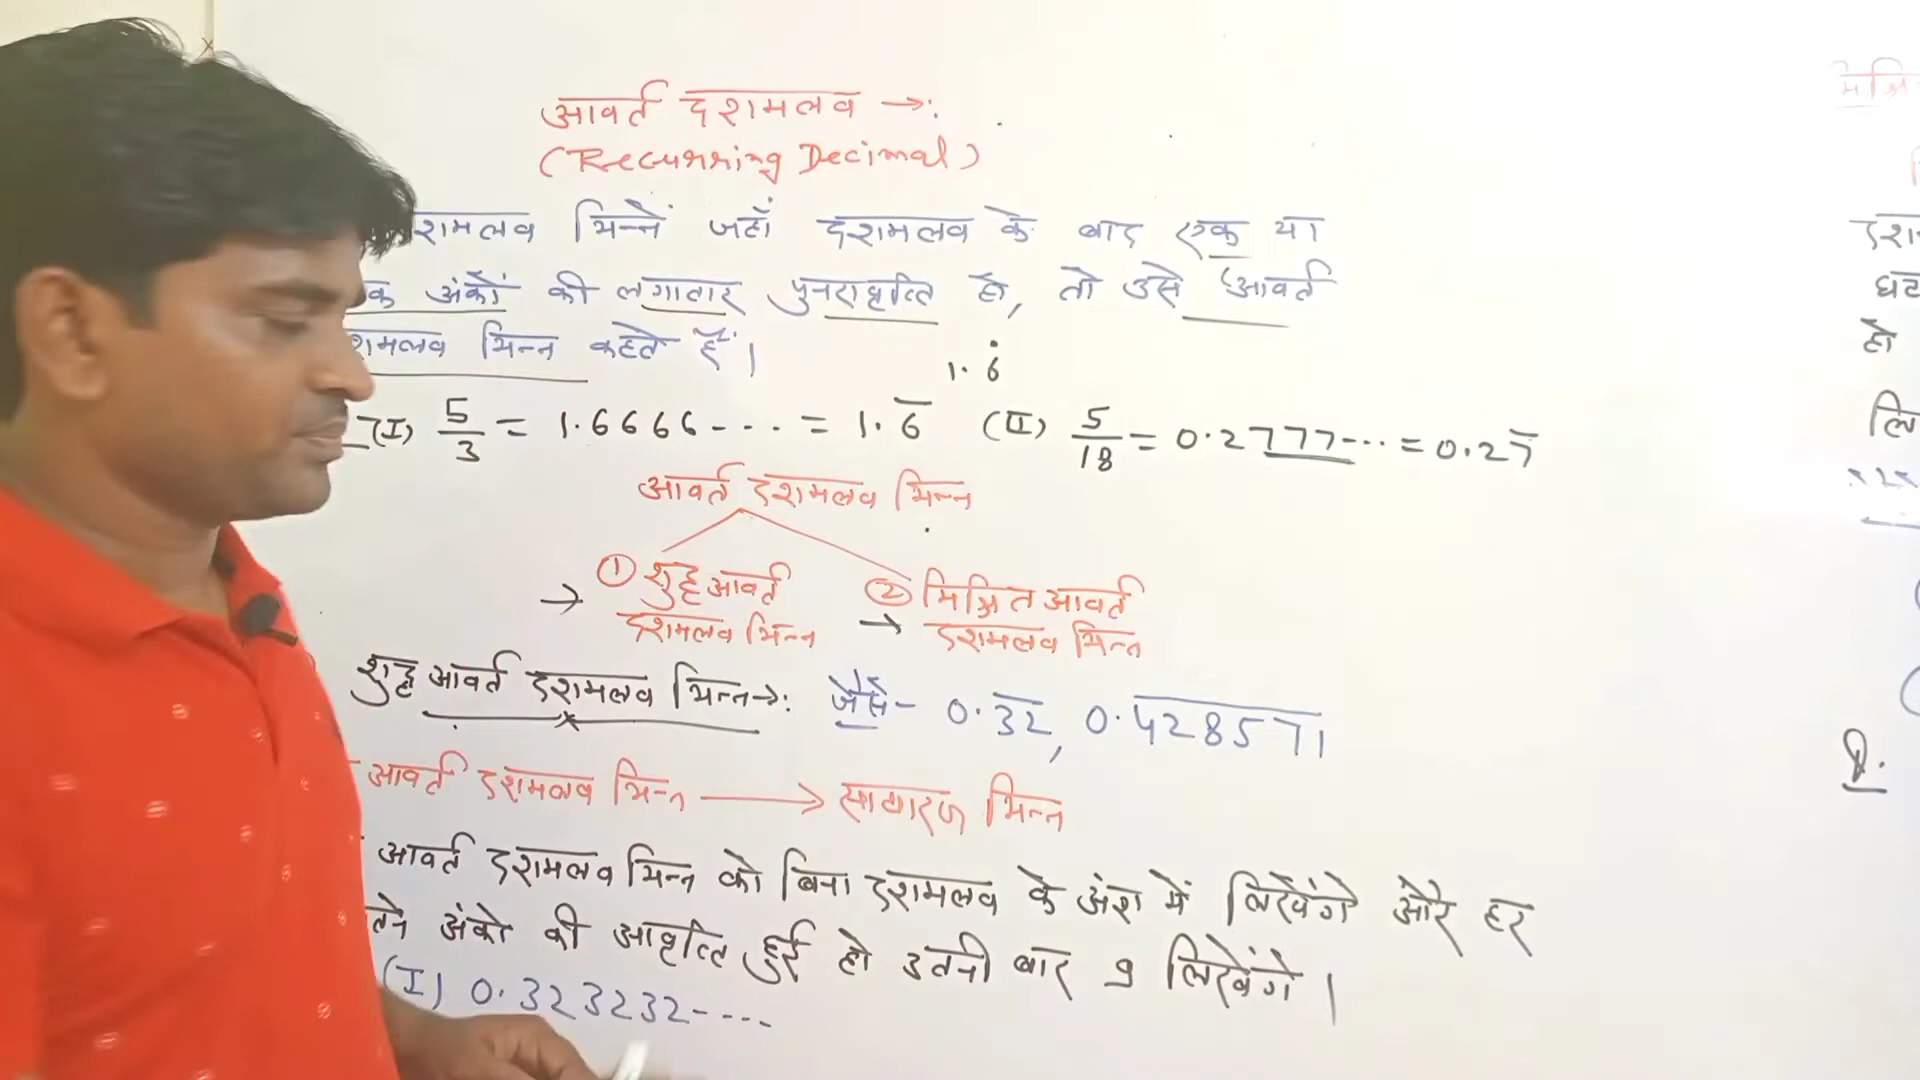 आवर्त दशमलव →:
(Recurring Decimal)
दशमलव भिन्नें जहाँ दशमलव के बाद एक या
अंकों की लगातार पुनरावृत्ति हो, तो उसे 'आवर्त
दशमलव भिन्न कहते हैं।
1.6̇
(I) 5/3 = 1.6666--- = 1.6̅ (II) 5/18 = 0.2777--- = 0.27̅
आवर्त दशमलव भिन्न
→ ① शुद्ध आवर्त दशमलव भिन्न
→ ② मिश्रित आवर्त दशमलव भिन्न
शुद्ध आवर्त दशमलव भिन्न→: जैसे- 0.3̅2̅, 0.4̅2̅8̅5̅7̅1̅
आवर्त दशमलव भिन्न → साधारण भिन्न
आवर्त दशमलव भिन्न को बिना दशमलव के अंश में लिखेंगे और हर
अंको की आवृत्ति हुई हो उतनी बार 9 लिखेंगे।
(I) 0.323232----
हो
Q.